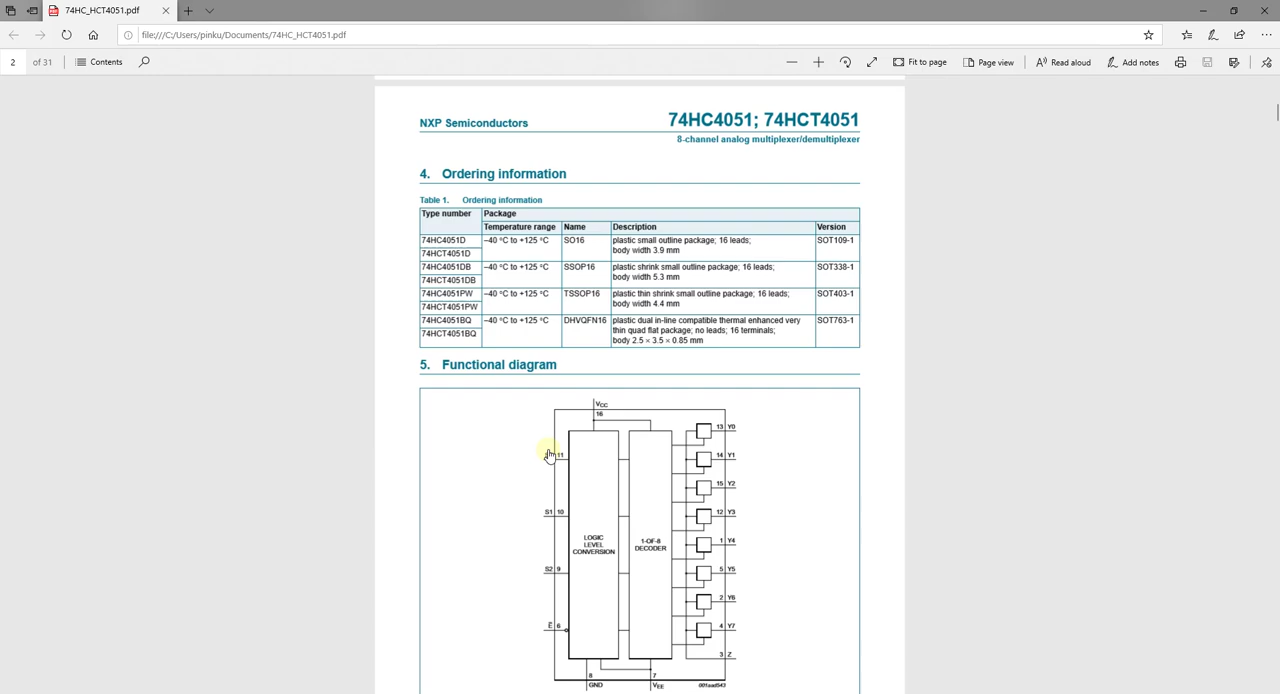 74HC_HCT4051.pdf
file:///C:/Users/pinku/Documents/74HC_HCT4051.pdf
2 of 31 Contents Fit to page Page view Read aloud Add notes
NXP Semiconductors 74HC4051; 74HCT4051
8-channel analog multiplexer/demultiplexer
4. Ordering information
Table 1. Ordering information
Type number Package
Temperature range Name Description Version
74HC4051D −40 °C to +125 °C SO16 plastic small outline package; 16 leads; SOT109-1
body width 3.9 mm
74HCT4051D
74HC4051DB −40 °C to +125 °C SSOP16 plastic shrink small outline package; 16 leads; SOT338-1
body width 5.3 mm
74HCT4051DB
74HC4051PW −40 °C to +125 °C TSSOP16 plastic thin shrink small outline package; 16 leads; SOT403-1
body width 4.4 mm
74HCT4051PW
74HC4051BQ −40 °C to +125 °C DHVQFN16 plastic dual in-line compatible thermal enhanced very SOT763-1
thin quad flat package; no leads; 16 terminals;
74HCT4051BQ
body 2.5 × 3.5 × 0.85 mm
5. Functional diagram
VCC
16
13 Y0
11 14 Y1
15 Y2
S1 10 12 Y3
LOGIC
LEVEL
CONVERSION
1-OF-8
DECODER
1 Y4
S2 9 5 Y5
2 Y6
E̅ 6 4 Y7
3 Z
8 7
GND VEE 001aad543